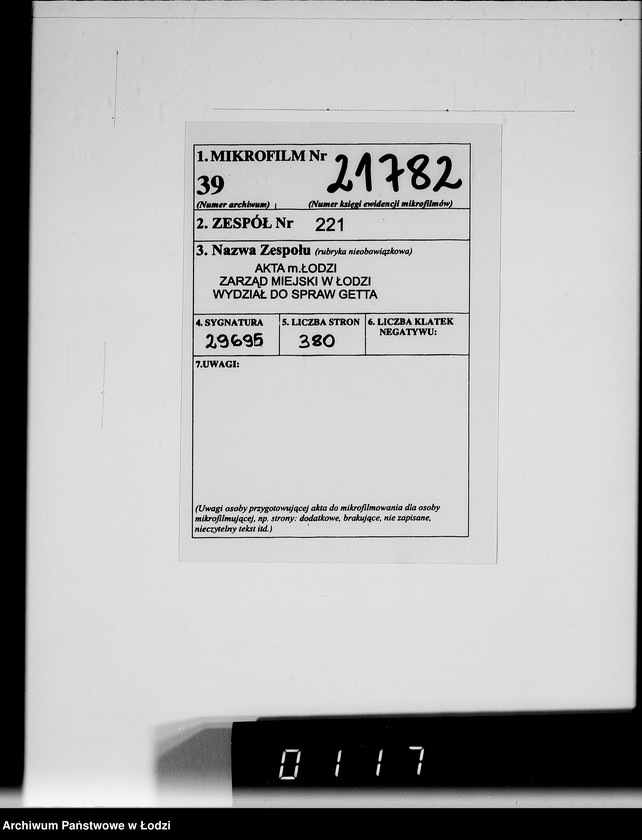 1. MIKROFILM Nr 21782
39
(Numer archiwum) (Numer księgi ewidencji mikrofilmów)
2. ZESPÓŁ Nr 221
3. Nazwa Zespołu (rubryka nieobowiązkowa)
AKTA m.ŁODZI
ZARZĄD MIEJSKI W ŁODZI
WYDZIAŁ DO SPRAW GETTA
4. SYGNATURA 5. LICZBA STRON 6. LICZBA KLATEK
NEGATYWU:
29695 380
7.UWAGI:
(Uwagi osoby przygotowującej akta do mikrofilmowania dla osoby
mikrofilmującej, np. strony: dodatkowe, brakujące, nie zapisane,
nieczytelny tekst itd.)
0117
Archiwum Państwowe w Łodzi